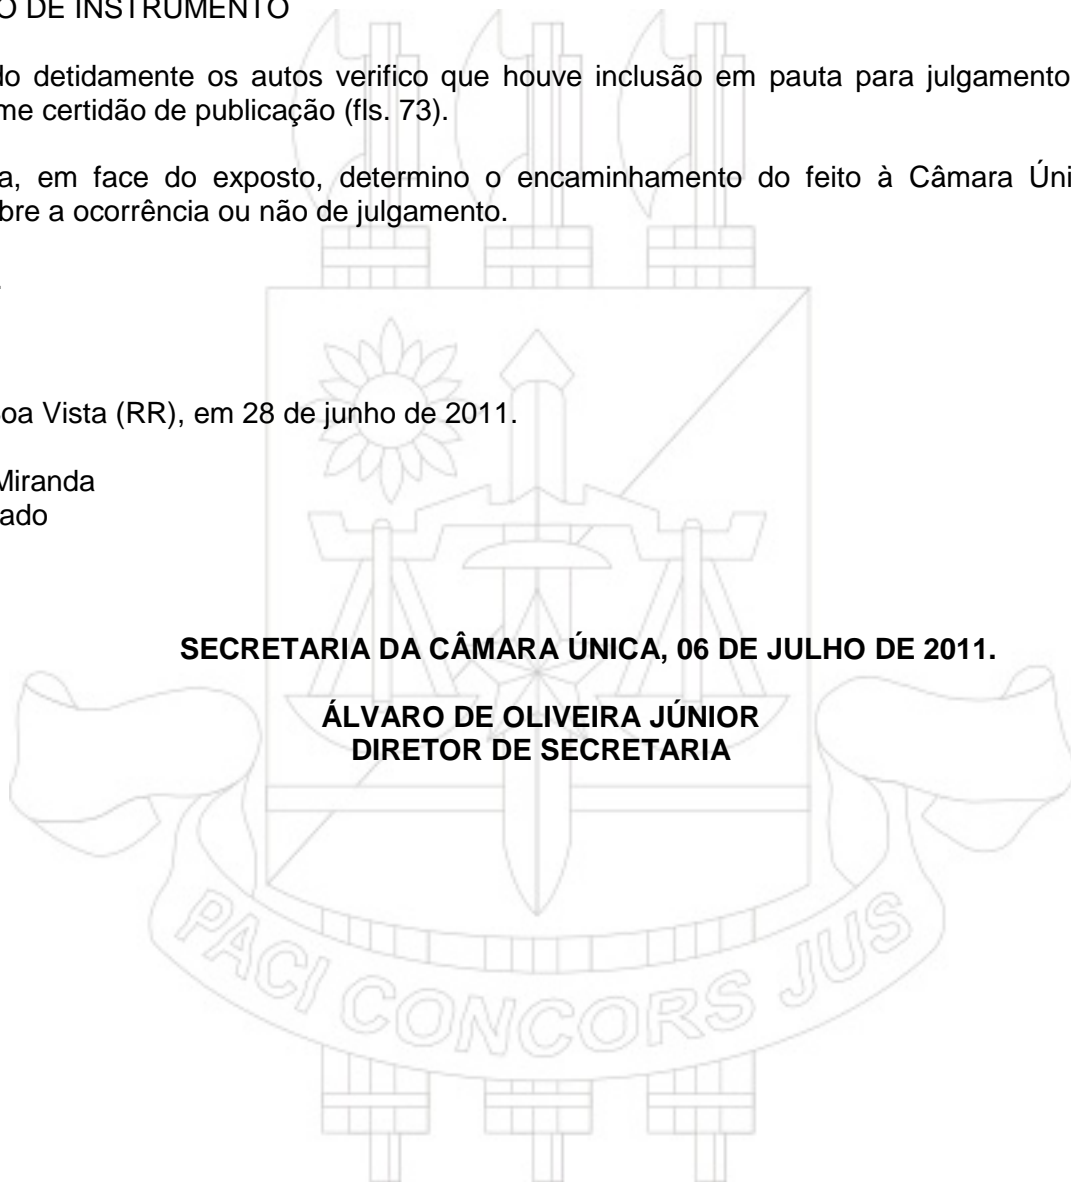 O DE INSTRUMENTO
do detidamente os autos verifico que houve inclusão em pauta para julgamento
me certidão de publicação (fls. 73).
a, em face do exposto, determino o encaminhamento do feito à Câmara Úni
bre a ocorrência ou não de julgamento.
.
oa Vista (RR), em 28 de junho de 2011.
Miranda
ado
SECRETARIA DA CÂMARA ÚNICA, 06 DE JULHO DE 2011.
ÁLVARO DE OLIVEIRA JÚNIOR
DIRETOR DE SECRETARIA
PACI CONCORS JUS